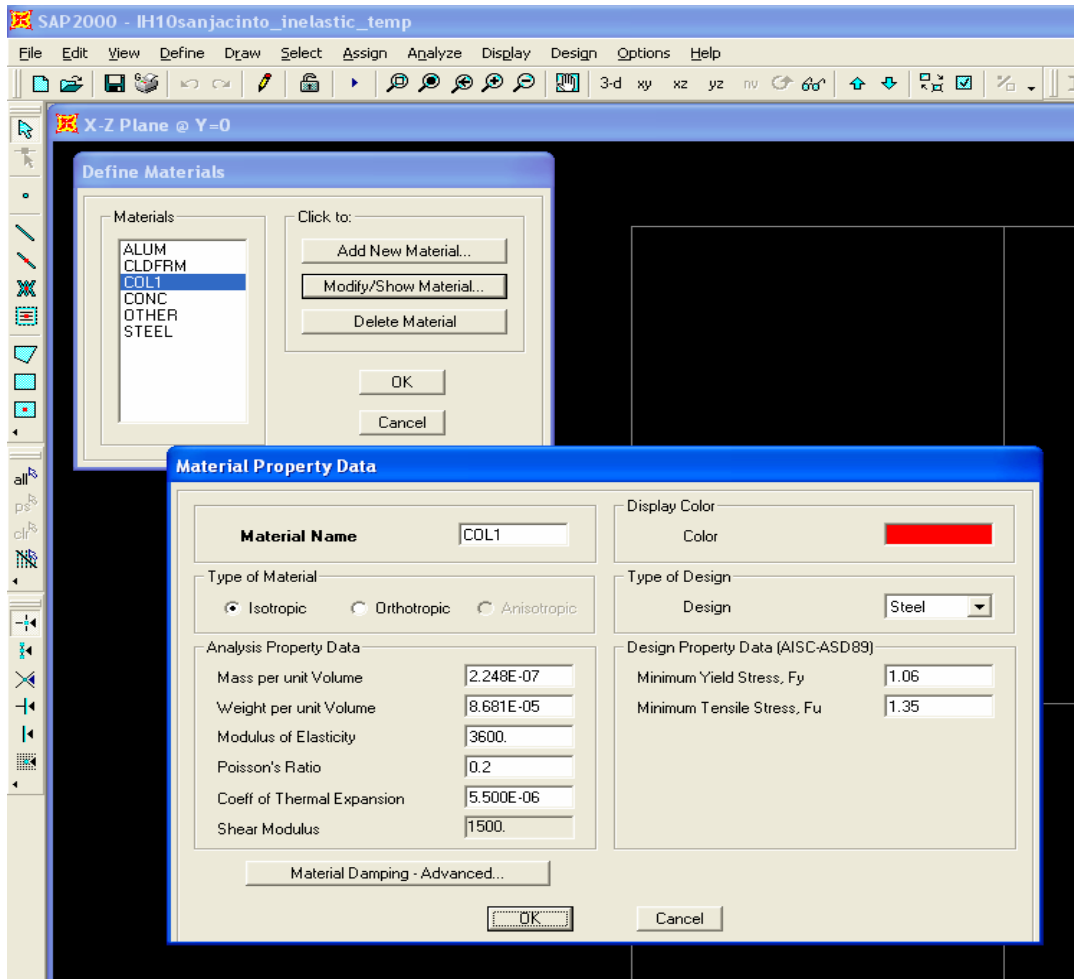 SAP2000 - IH10sanjacinto_inelastic_temp
File Edit View Define Draw Select Assign Analyze Display Design Options Help
3-d xy xz yz nv
X-Z Plane @ Y=0
Define Materials
Materials
ALUM
CLDFRM
COL1
CONC
OTHER
STEEL
Click to:
Add New Material...
Modify/Show Material...
Delete Material
OK
Cancel
all
ps
clr
Material Property Data
Material Name COL1
Display Color
Color
Type of Material
Isotropic Orthotropic Anisotropic
Type of Design
Design Steel
Analysis Property Data
Mass per unit Volume 2.248E-07
Weight per unit Volume 8.681E-05
Modulus of Elasticity 3600.
Poisson's Ratio 0.2
Coeff of Thermal Expansion 5.500E-06
Shear Modulus 1500.
Design Property Data (AISC-ASD89)
Minimum Yield Stress, Fy 1.06
Minimum Tensile Stress, Fu 1.35
Material Damping - Advanced...
OK Cancel